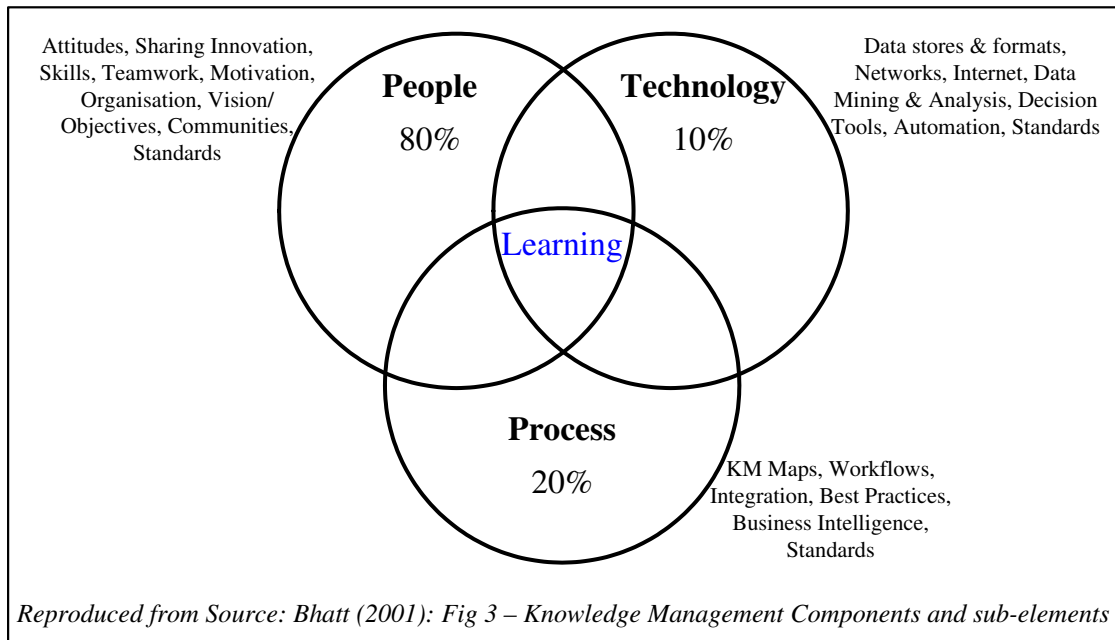 Attitudes, Sharing Innovation,
Skills, Teamwork, Motivation,
Organisation, Vision/
Objectives, Communities,
Standards
People
80%
Technology
10%
Data stores & formats,
Networks, Internet, Data
Mining & Analysis, Decision
Tools, Automation, Standards
Learning
Process
20%
KM Maps, Workflows,
Integration, Best Practices,
Business Intelligence,
Standards
Reproduced from Source: Bhatt (2001): Fig 3 – Knowledge Management Components and sub-elements